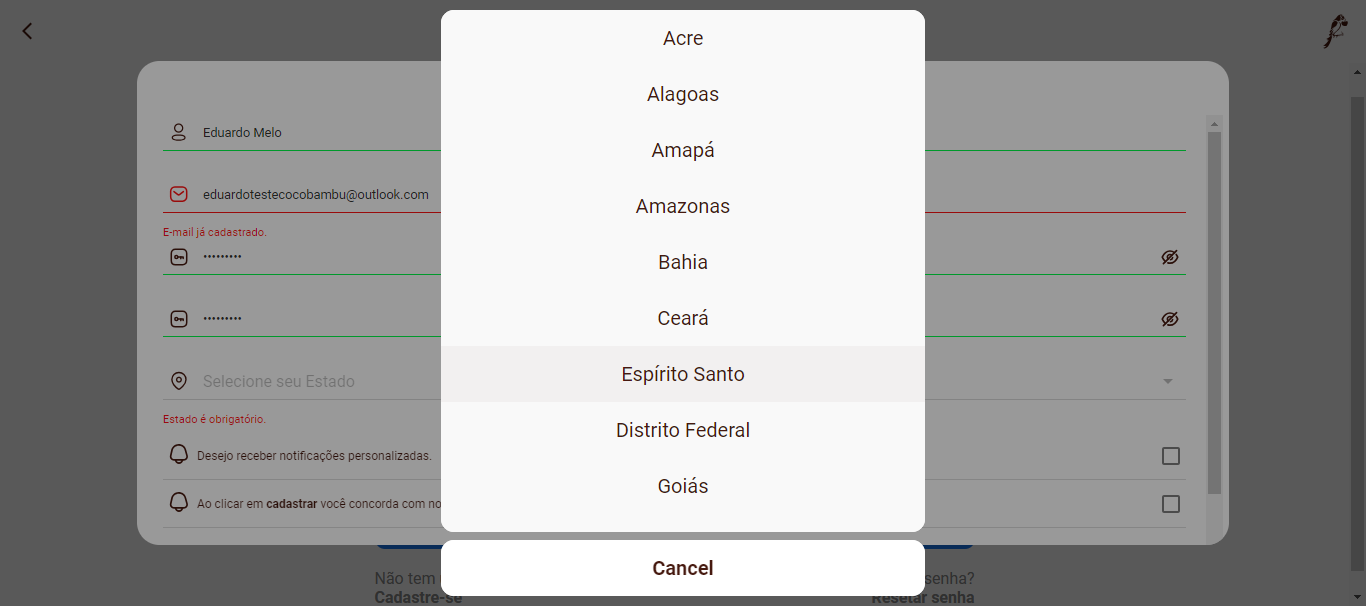 Acre
Alagoas
Amapá
Amazonas
Bahia
Ceará
Espírito Santo
Distrito Federal
Goiás
Cancel
Eduardo Melo
eduardotestecocobambu@outlook.com
E-mail já cadastrado.
•••••••••
•••••••••
Selecione seu Estado
Estado é obrigatório.
Desejo receber notificações personalizadas.
Ao clicar em cadastrar você concorda com no
Não tem
senha?
Cadastre-se
Resetar senha